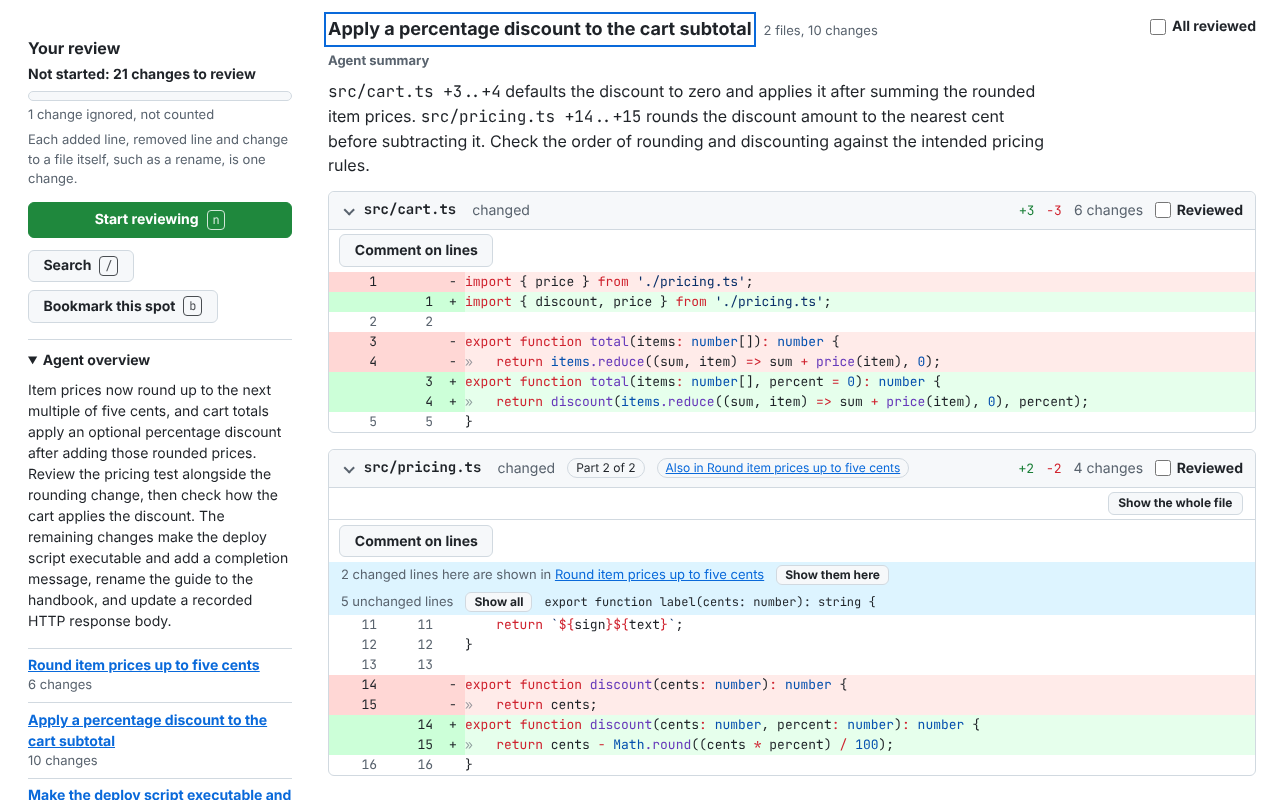 Your review
Not started: 21 changes to review
1 change ignored, not counted
Each added line, removed line and change
to a file itself, such as a rename, is one
change.
Start reviewing n
Search /
Bookmark this spot b
▼ Agent overview
Item prices now round up to the next
multiple of five cents, and cart totals
apply an optional percentage discount
after adding those rounded prices.
Review the pricing test alongside the
rounding change, then check how the
cart applies the discount. The
remaining changes make the deploy
script executable and add a completion
message, rename the guide to the
handbook, and update a recorded
HTTP response body.
Round item prices up to five cents
6 changes
Apply a percentage discount to the
cart subtotal
10 changes
Make the deploy script executable and
Apply a percentage discount to the cart subtotal 2 files, 10 changes All reviewed
Agent summary
src/cart.ts +3..+4 defaults the discount to zero and applies it after summing the rounded
item prices. src/pricing.ts +14..+15 rounds the discount amount to the nearest cent
before subtracting it. Check the order of rounding and discounting against the intended pricing
rules.
src/cart.ts changed +3 -3 6 changes Reviewed
Comment on lines
1 - import { price } from './pricing.ts';
1 + import { discount, price } from './pricing.ts';
2 2
3 - export function total(items: number[]): number {
4 - » return items.reduce((sum, item) => sum + price(item), 0);
3 + export function total(items: number[], percent = 0): number {
4 + » return discount(items.reduce((sum, item) => sum + price(item), 0), percent);
5 5 }
src/pricing.ts changed Part 2 of 2 Also in Round item prices up to five cents +2 -2 4 changes Reviewed
Show the whole file
Comment on lines
2 changed lines here are shown in Round item prices up to five cents Show them here
5 unchanged lines Show all export function label(cents: number): string {
11 11 return `${sign}${text}`;
12 12 }
13 13
14 - export function discount(cents: number): number {
15 - » return cents;
14 + export function discount(cents: number, percent: number): number {
15 + » return cents - Math.round((cents * percent) / 100);
16 16 }